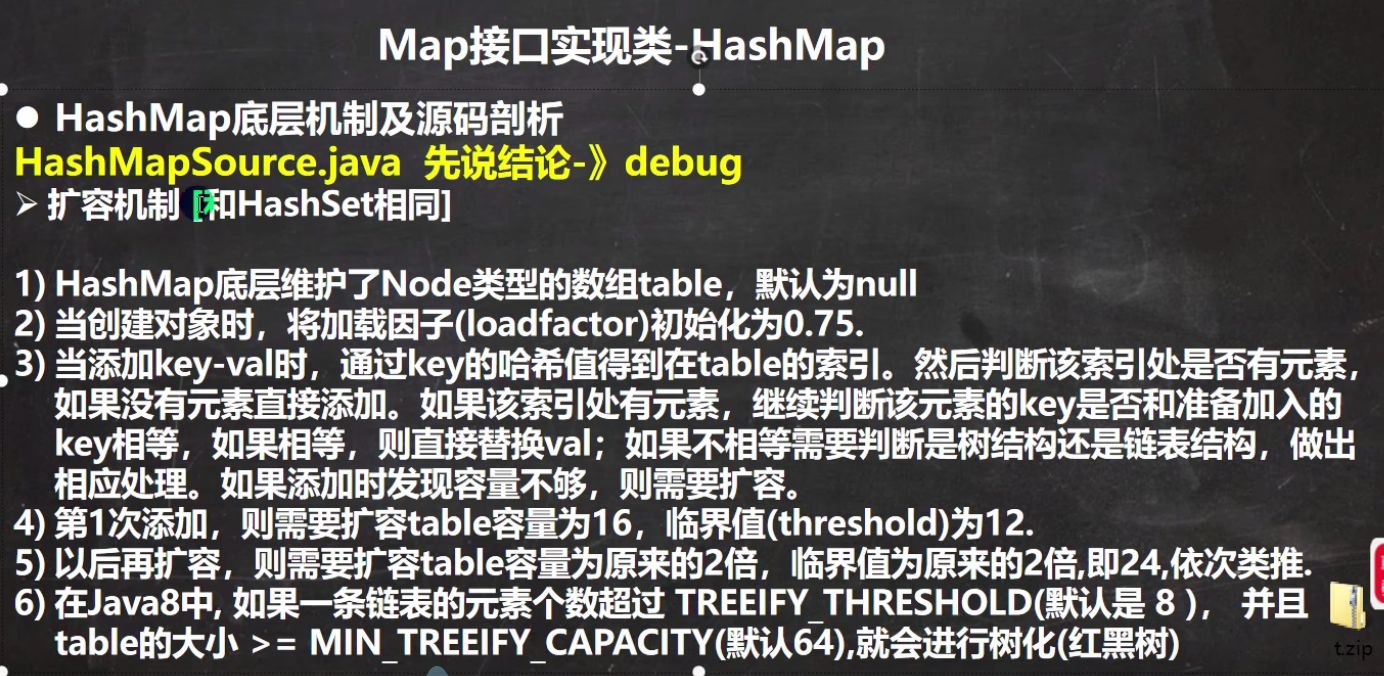 Map接口实现类-HashMap
● HashMap底层机制及源码剖析
HashMapSource.java 先说结论-》debug
➢ 扩容机制 [和HashSet相同]
1) HashMap底层维护了Node类型的数组table，默认为null
2) 当创建对象时，将加载因子(loadfactor)初始化为0.75.
3) 当添加key-val时，通过key的哈希值得到在table的索引。然后判断该索引处是否有元素，
如果没有元素直接添加。如果该索引处有元素，继续判断该元素的key是否和准备加入的
key相等，如果相等，则直接替换val；如果不相等需要判断是树结构还是链表结构，做出
相应处理。如果添加时发现容量不够，则需要扩容。
4) 第1次添加，则需要扩容table容量为16，临界值(threshold)为12.
5) 以后再扩容，则需要扩容table容量为原来的2倍，临界值为原来的2倍,即24,依次类推.
6) 在Java8中, 如果一条链表的元素个数超过 TREEIFY_THRESHOLD(默认是 8 )， 并且
table的大小 >= MIN_TREEIFY_CAPACITY(默认64),就会进行树化(红黑树)
t.zip